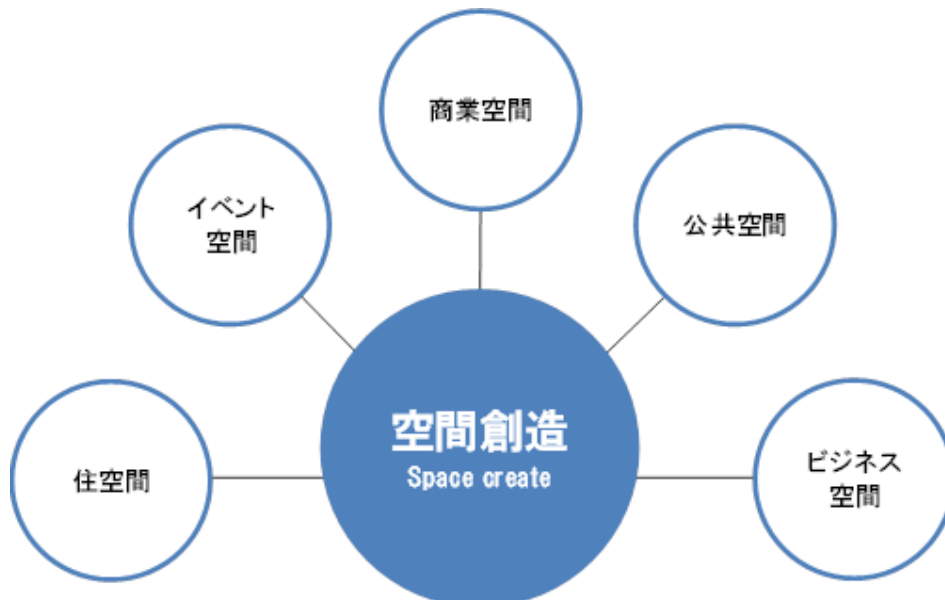 商業空間
イベント
空間
公共空間
空間創造
Space create
住空間
ビジネス
空間